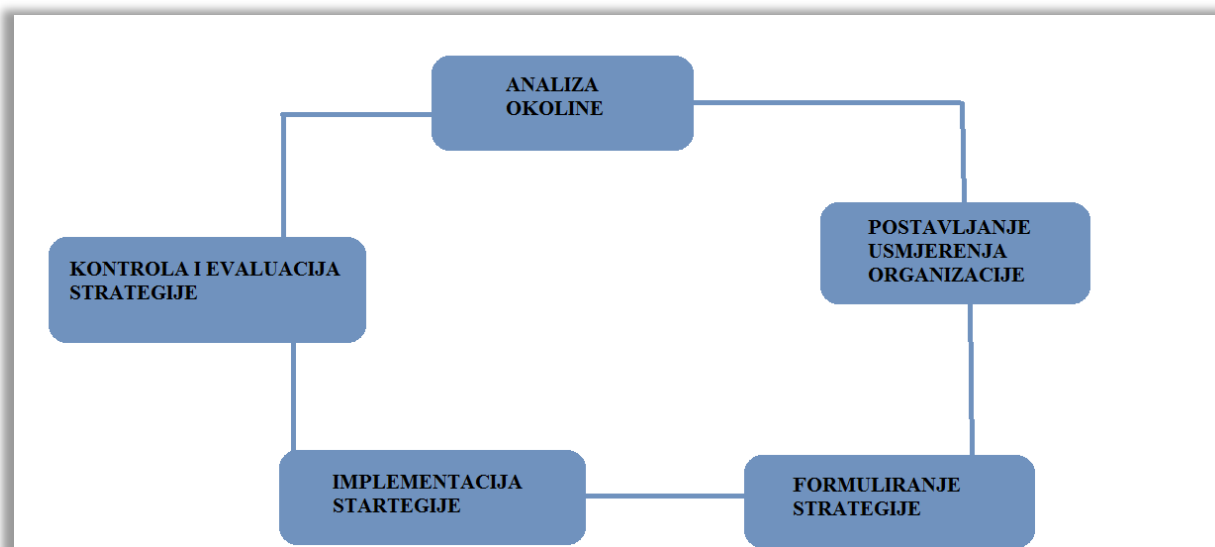 ANALIZA
OKOLINE
POSTAVLJANJE
USMJERENJA
ORGANIZACIJE
KONTROLA I EVALUACIJA
STRATEGIJE
IMPLEMENTACIJA
STARTEGIJE
FORMULIRANJE
STRATEGIJE